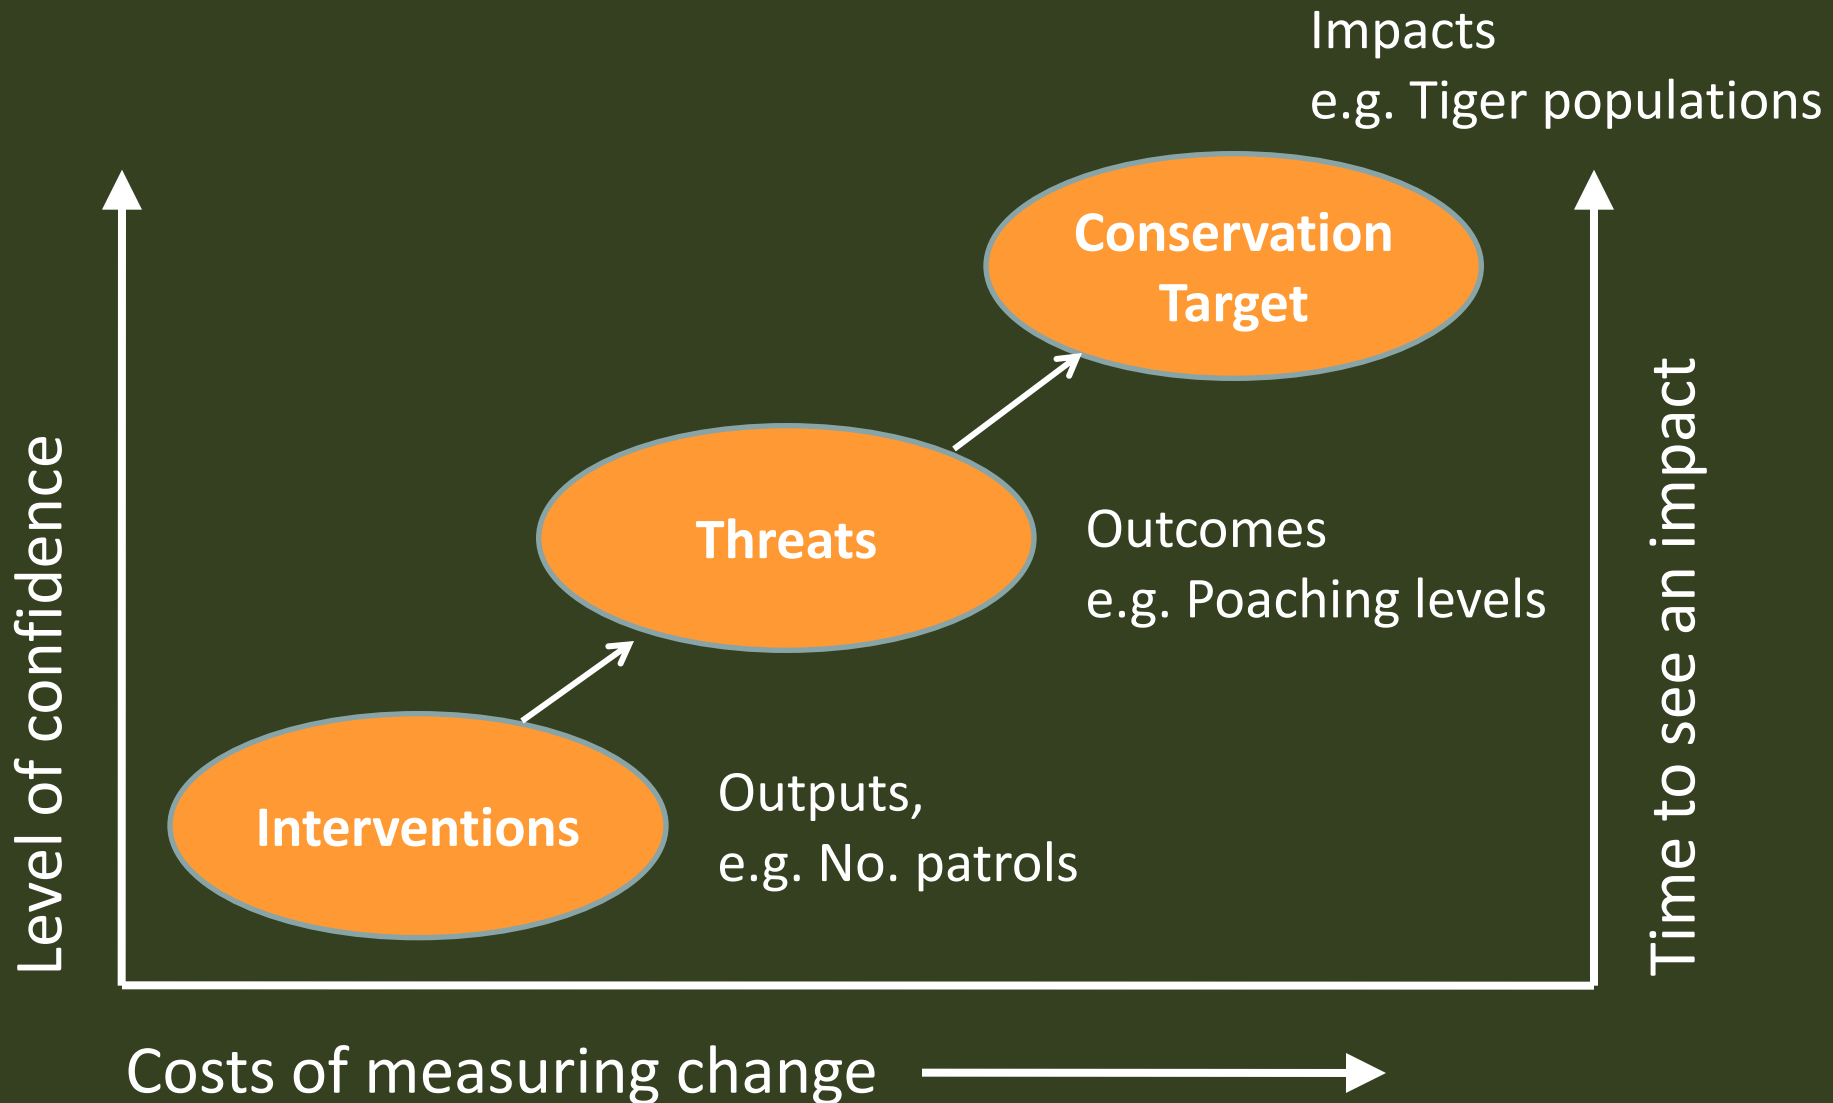 Impacts
e.g. Tiger populations
Conservation
Target
Threats
Outcomes
e.g. Poaching levels
Interventions
Outputs,
e.g. No. patrols
Level of confidence
Time to see an impact
Costs of measuring change